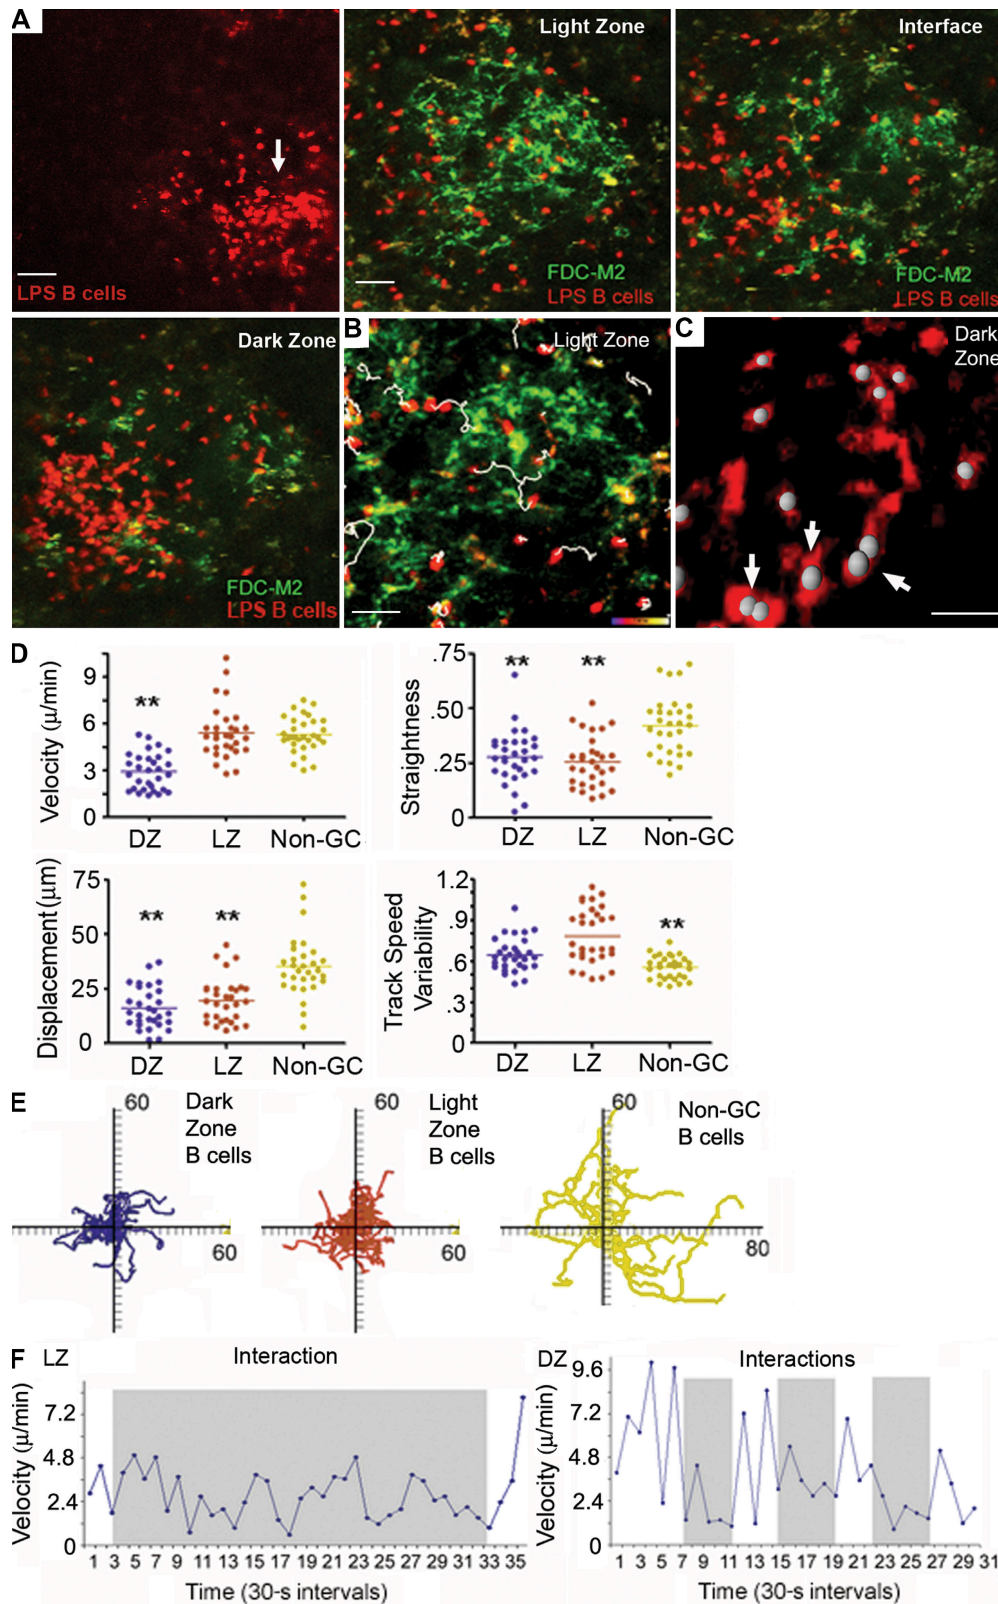 A
LPS B cells
Light Zone
FDC-M2
LPS B cells
Interface
FDC-M2
LPS B cells
Dark Zone
FDC-M2
LPS B cells
B
Light Zone
C
Dark
Zone
D
Velocity (μ/min)
9
6
3
0
**
DZ
LZ
Non-GC
Straightness
.75
.50
.25
0
**
**
DZ
LZ
Non-GC
Displacement (μm)
75
50
25
0
**
**
DZ
LZ
Non-GC
Track Speed
Variability
1.2
.9
.6
.3
0
**
DZ
LZ
Non-GC
E
60
60
Dark
Zone
B cells
60
60
Light
Zone
B cells
60
80
Non-GC
B cells
F
LZ
Interaction
Velocity (μ/min)
7.2
4.8
2.4
0
1 3 5 7 9 11 13 15 17 19 21 23 25 27 29 31 33 35
Time (30-s intervals)
DZ
Interactions
Velocity (μ/min)
9.6
7.2
4.8
2.4
0
1 3 5 7 9 11 13 15 17 19 21 23 25 27 29 31
Time (30-s intervals)